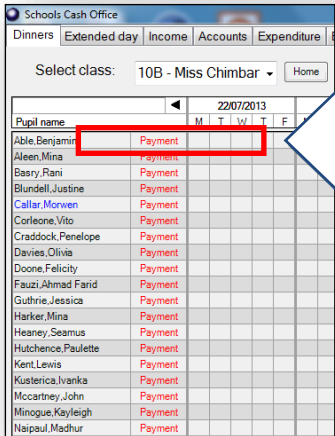 Schools Cash Office
Dinners Extended day Income Accounts Expenditure
Select class: 10B - Miss Chimbar Home
◄ 22/07/2013
Pupil name M T W T F
Able,Benjamin Payment
Aleen,Mina Payment
Basry,Rani Payment
Blundell,Justine Payment
Callar,Morwen Payment
Corleone,Vito Payment
Craddock,Penelope Payment
Davies,Olivia Payment
Doone,Felicity Payment
Fauzi,Ahmad Farid Payment
Guthrie,Jessica Payment
Harker,Mina Payment
Heaney,Seamus Payment
Hutchence,Paulette Payment
Kent,Lewis Payment
Kusterica,Ivanka Payment
Mccartney,John Payment
Minogue,Kayleigh Payment
Naipaul,Madhur Payment